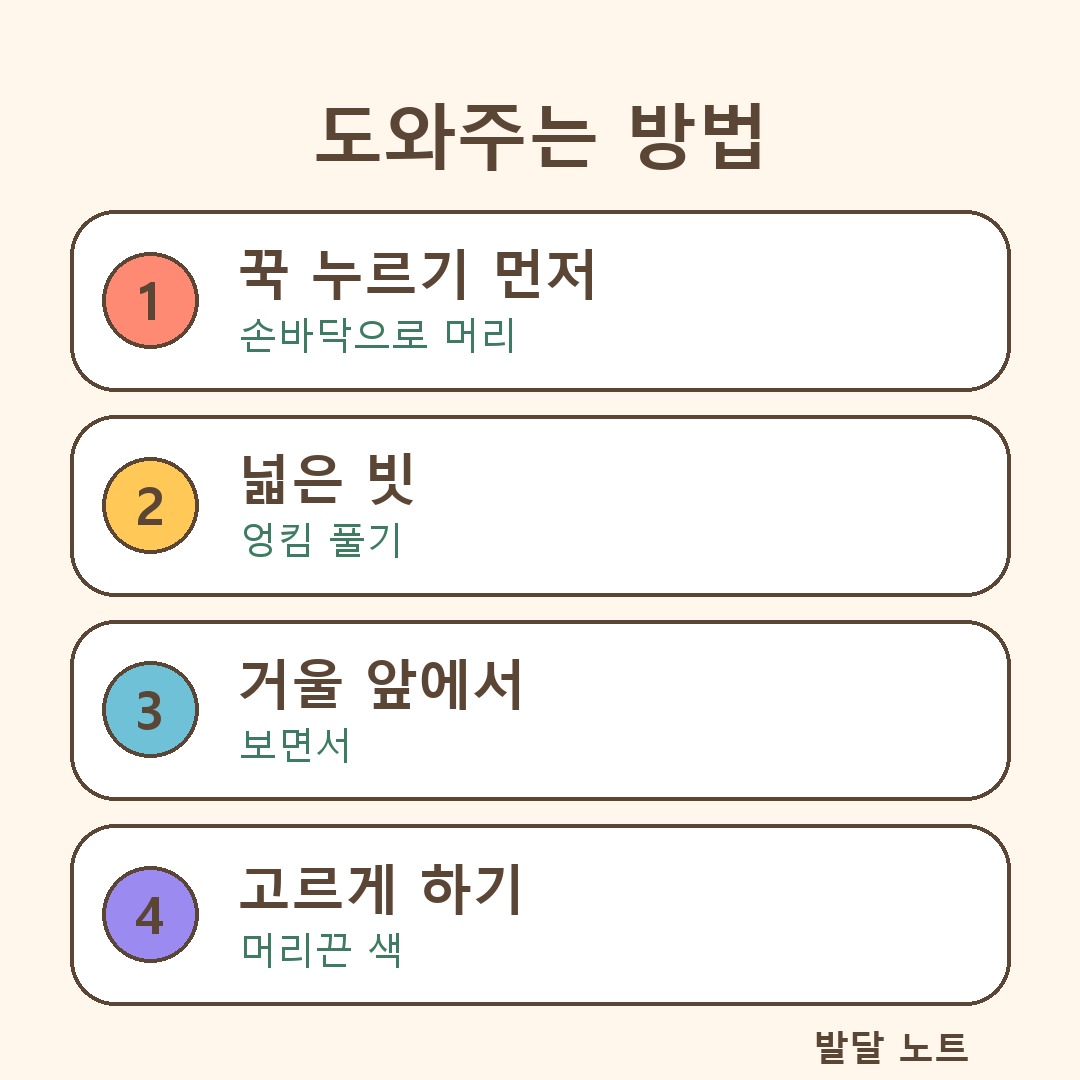 도와주는 방법
1
꾹 누르기 먼저
손바닥으로 머리
2
넓은 빗
엉킴 풀기
3
거울 앞에서
보면서
4
고르게 하기
머리끈 색
발달 노트